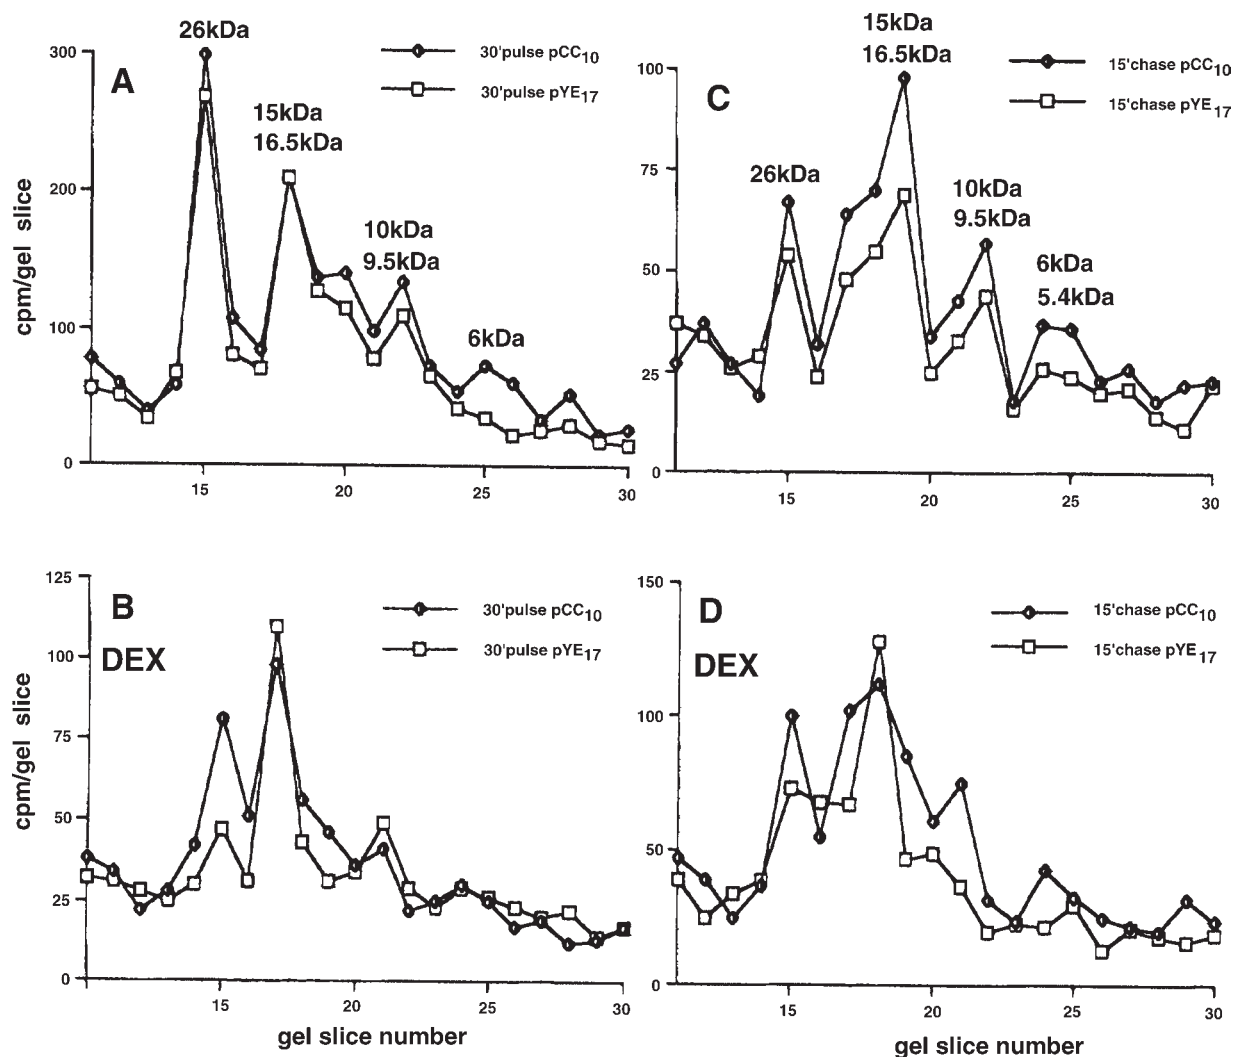 A
26kDa
15kDa
16.5kDa
10kDa
9.5kDa
6kDa
30'pulse pCC10
30'pulse pYE17
cpm/gel slice
300
200
100
0
15
20
25
30
C
15kDa
16.5kDa
26kDa
10kDa
9.5kDa
6kDa
5.4kDa
15'chase pCC10
15'chase pYE17
100
75
50
25
0
15
20
25
30
B
DEX
30'pulse pCC10
30'pulse pYE17
cpm/gel slice
125
100
75
50
25
0
15
20
25
30
gel slice number
D
DEX
15'chase pCC10
15'chase pYE17
150
100
50
0
15
20
25
30
gel slice number